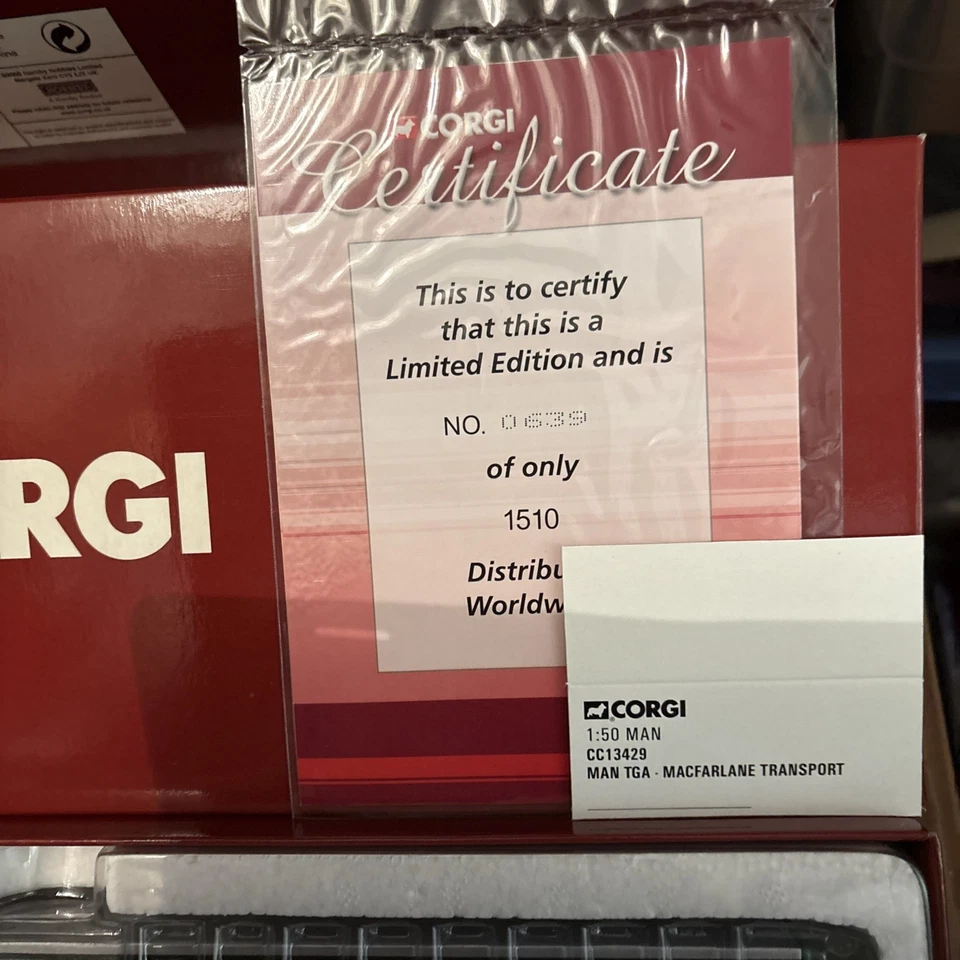 CORGI
Certificate
This is to certify
that this is a
Limited Edition and is
NO. 0639
of only
1510
Distribu
Worldw
RGI
CORGI
1:50 MAN
CC13429
MAN TGA - MACFARLANE TRANSPORT